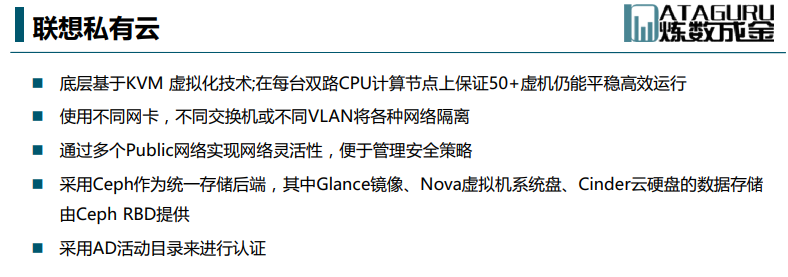 联想私有云
DATAGURU
炼数成金
底层基于KVM 虚拟化技术;在每台双路CPU计算节点上保证50+虚机仍能平稳高效运行
使用不同网卡，不同交换机或不同VLAN将各种网络隔离
通过多个Public网络实现网络灵活性，便于管理安全策略
采用Ceph作为统一存储后端，其中Glance镜像、Nova虚拟机系统盘、Cinder云硬盘的数据存储
由Ceph RBD提供
采用AD活动目录来进行认证